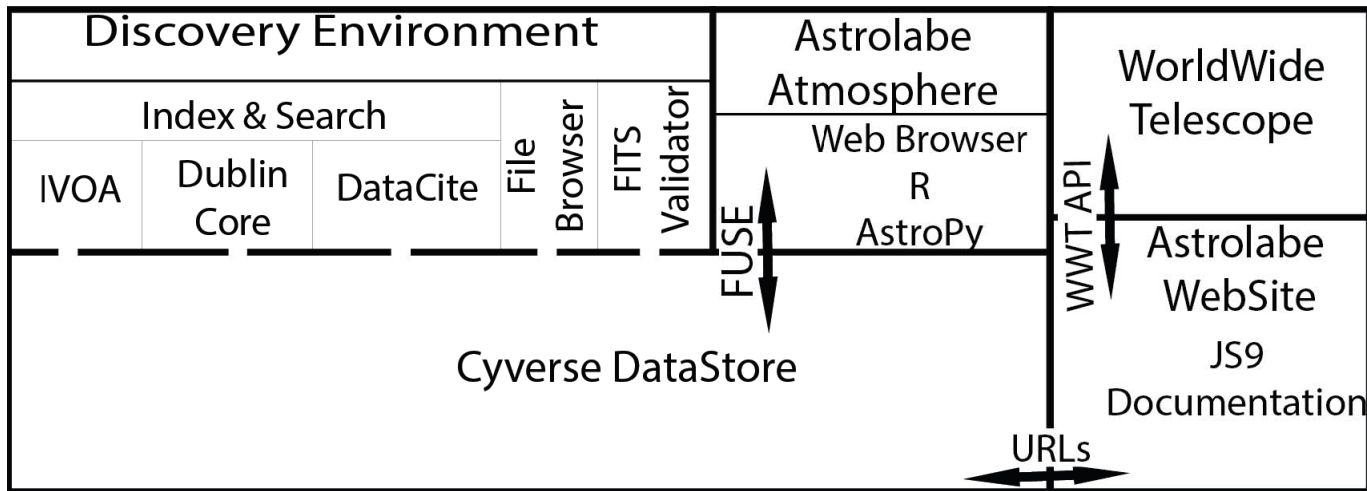 Discovery Environment
Index & Search
IVOA
Dublin
Core
DataCite
File
Browser
FITS
Validator
Astrolabe
Atmosphere
Web Browser
R
AstroPy
FUSE
WorldWide
Telescope
WWT API
Astrolabe
WebSite
JS9
Documentation
Cyverse DataStore
URLs